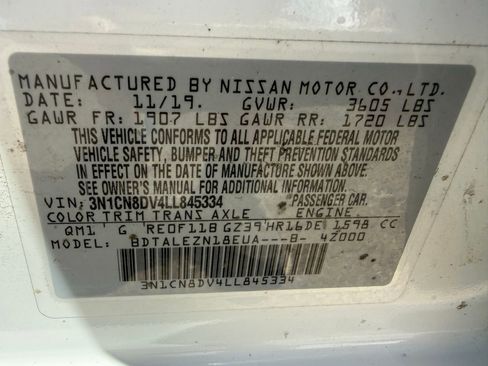 MANUFACTURED BY NISSAN MOTOR CO., LTD.
DATE: 11/19. GVWR: 3605 LBS
GAWR FR: 1907 LBS GAWR RR: 1720 LBS
THIS VEHICLE CONFORMS TO ALL APPLICABLE FEDERAL MOTOR
VEHICLE SAFETY, BUMPER AND THEFT PREVENTION STANDARDS
IN EFFECT ON THE DATE OF MANUFACTURE SHOWN ABOVE.
SEE OWNER'S MANUAL FOR ADDITIONAL INFORMATION.
VIN: 3N1CN8DV4LL845334 PASSENGER CAR.
COLOR TRIM TRANS AXLE ENGINE.
QM1 G RE0F11B GZ39 HR16DE 1598 CC
MODEL: BDTALEZN18EUA---B- 4Z000
3N1CN8DV4LL845334